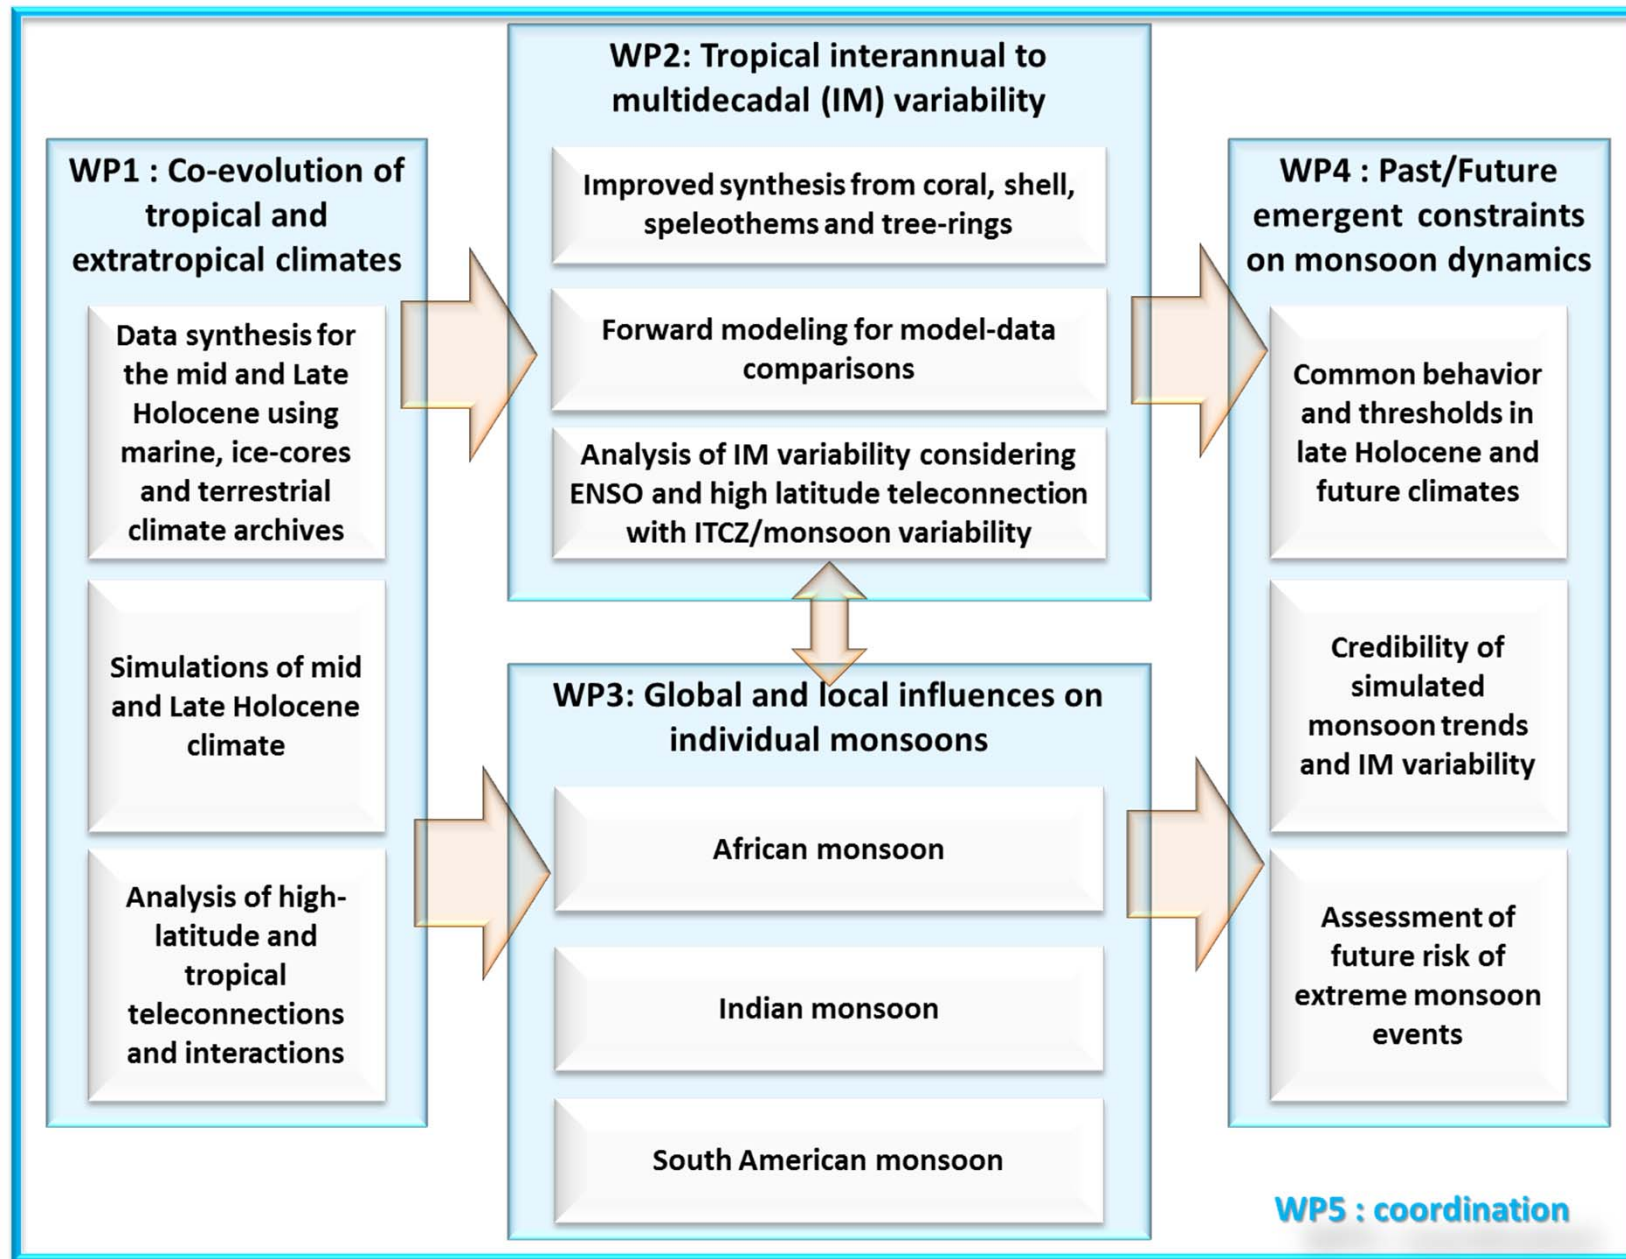 WP1 : Co-evolution of
tropical and
extratropical climates
Data synthesis for
the mid and Late
Holocene using
marine, ice-cores
and terrestrial
climate archives
Simulations of mid
and Late Holocene
climate
Analysis of high-
latitude and
tropical
teleconnections
and interactions
WP2: Tropical interannual to
multidecadal (IM) variability
Improved synthesis from coral, shell,
speleothems and tree-rings
Forward modeling for model-data
comparisons
Analysis of IM variability considering
ENSO and high latitude teleconnection
with ITCZ/monsoon variability
WP3: Global and local influences on
individual monsoons
African monsoon
Indian monsoon
South American monsoon
WP4 : Past/Future
emergent constraints
on monsoon dynamics
Common behavior
and thresholds in
late Holocene and
future climates
Credibility of
simulated
monsoon trends
and IM variability
Assessment of
future risk of
extreme monsoon
events
WP5 : coordination